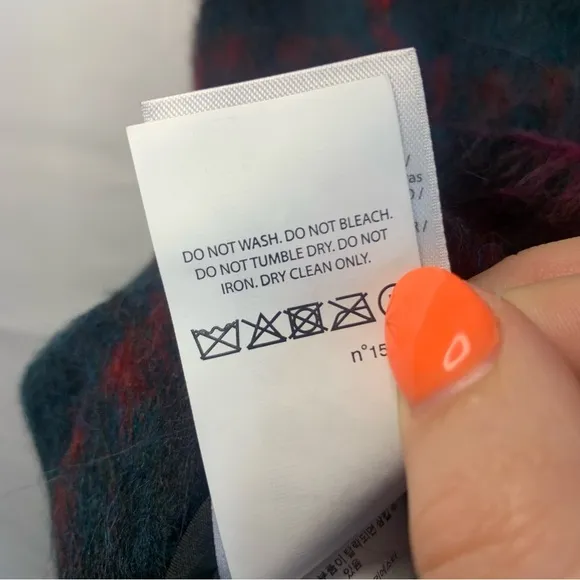 DO NOT WASH. DO NOT BLEACH.
DO NOT TUMBLE DRY. DO NOT
IRON. DRY CLEAN ONLY.
n°15